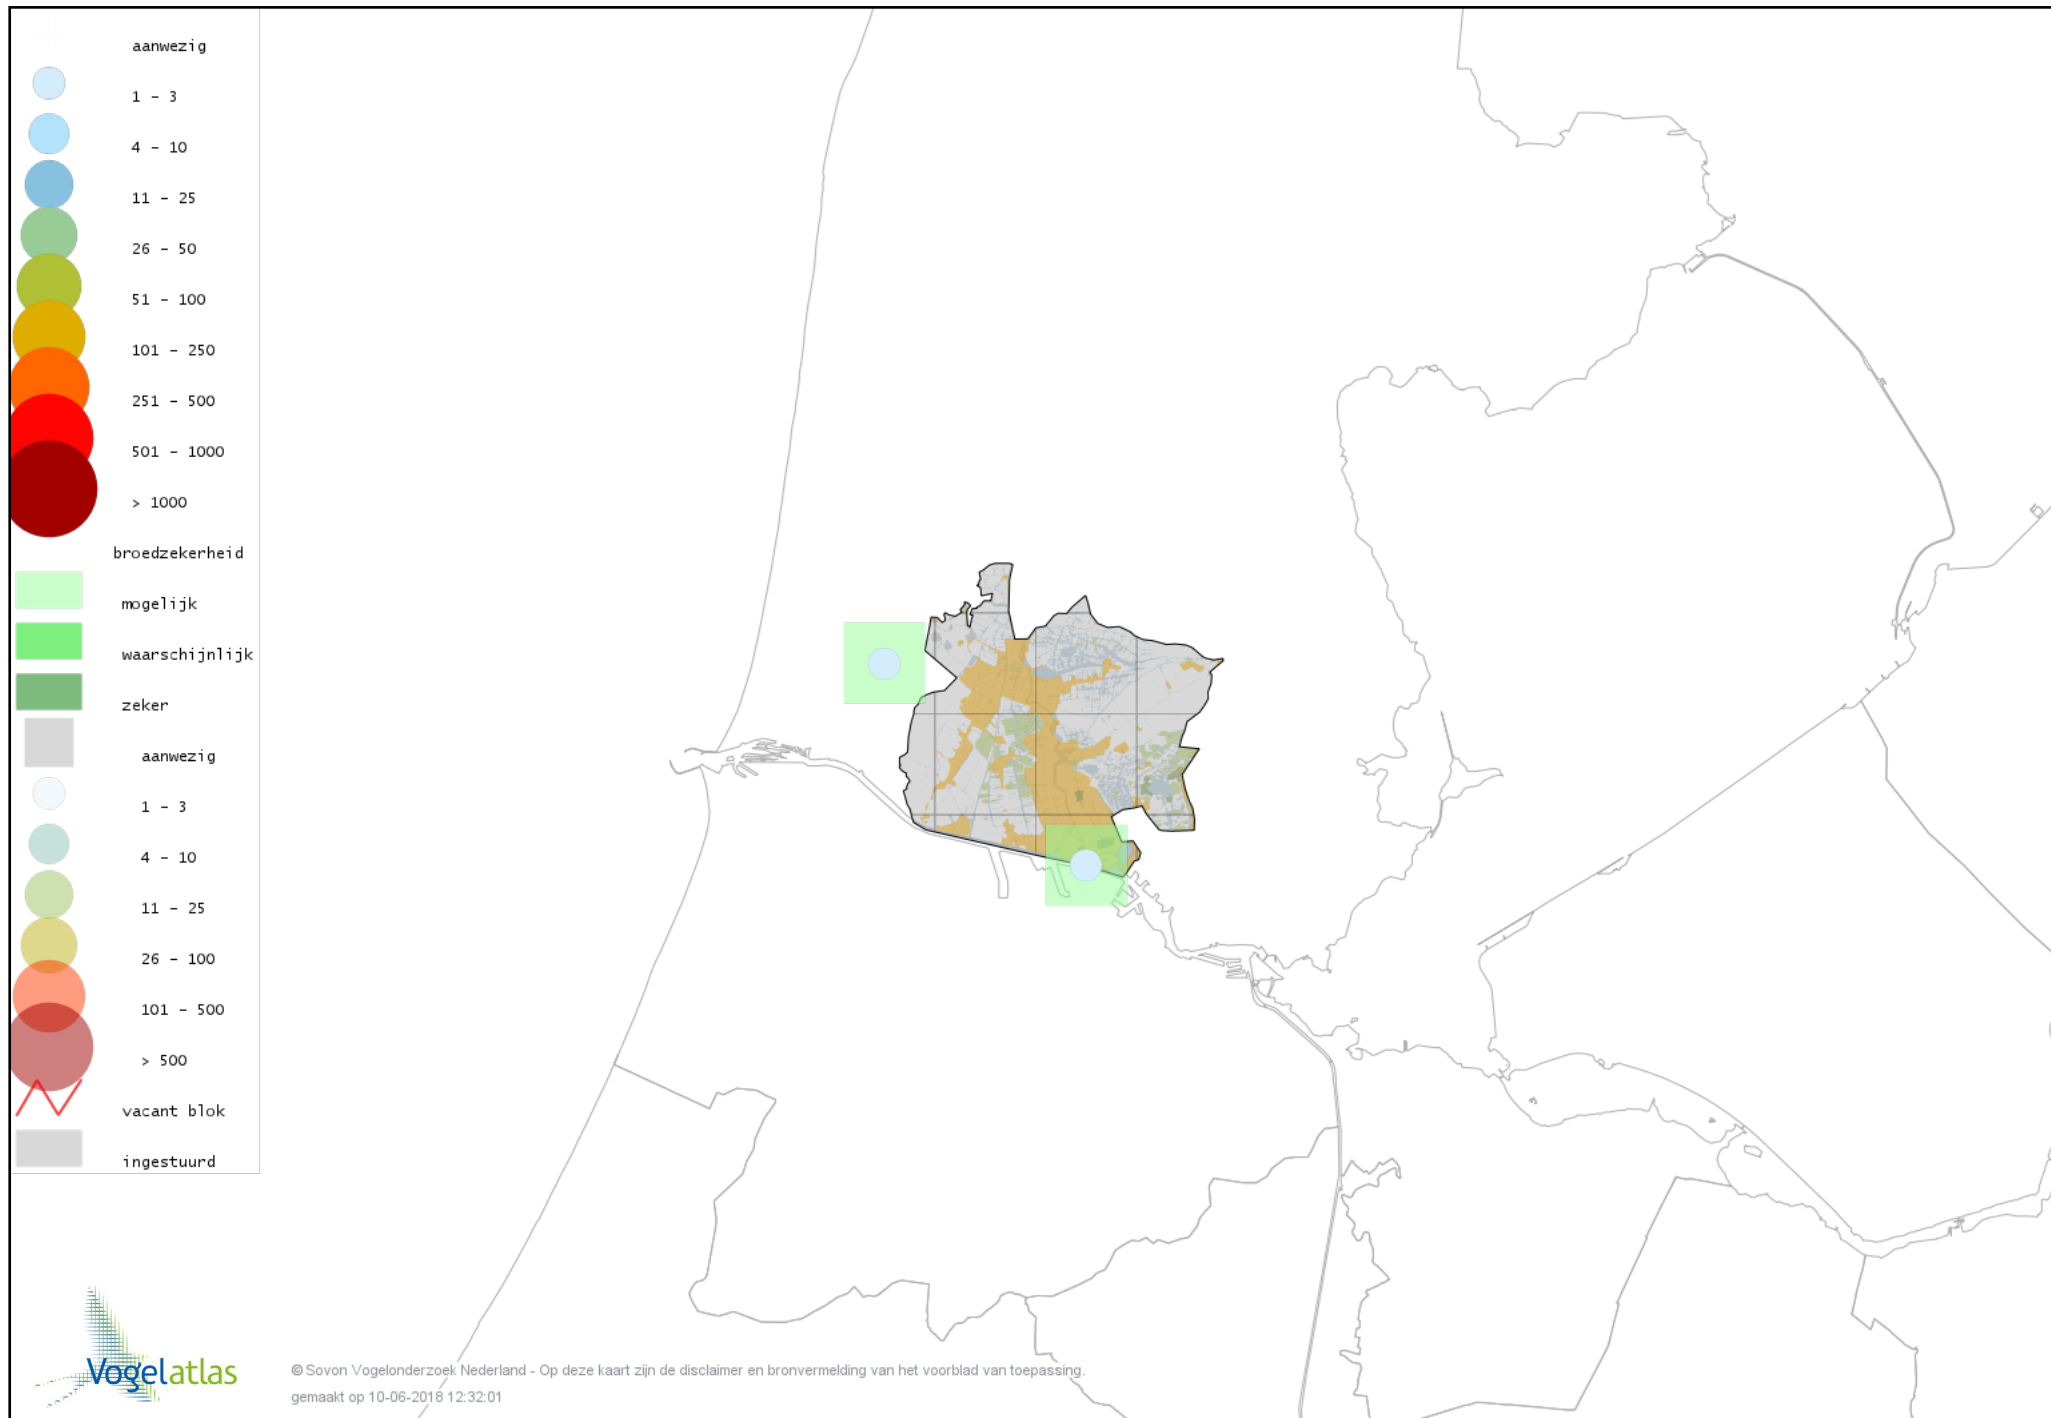 aanwezig
1 - 3
4 - 10
11 - 25
26 - 50
51 - 100
101 - 250
251 - 500
501 - 1000
> 1000
broedzekerheid
mogelijk
waarschijnlijk
zeker
aanwezig
1 - 3
4 - 10
11 - 25
26 - 100
101 - 500
> 500
vacant blok
ingestuurd
Vogelatlas
© Sovon Vogelonderzoek Nederland - Op deze kaart zijn de disclaimer en bronvermelding van het voorblad van toepassing.
gemaakt op 10-06-2018 12:32:01